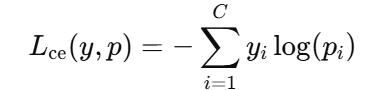 L_ce(y, p) = − ∑_{i=1}^{C} y_i log(p_i)